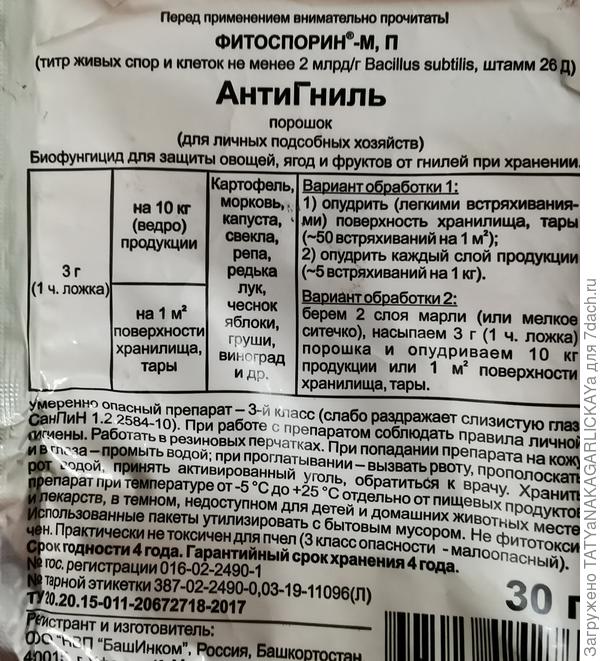 Перед применением внимательно прочитать!
ФИТОСПОРИН®-М, П
(титр живых спор и клеток не менее 2 млрд/г Bacillus subtilis, штамм 26 Д)
АнтиГниль
порошок
(для личных подсобных хозяйств)
Биофунгицид для защиты овощей, ягод и фруктов от гнилей при хранении.
3 г
(1 ч. ложка)
на 10 кг
(ведро)
продукции
на 1 м²
поверхности
хранилища,
тары
Картофель,
морковь,
капуста,
свекла,
репа,
редька
лук,
чеснок
яблоки,
груши,
виноград
и др.
Вариант обработки 1:
1) опудрить (легкими встряхивания-
ми) поверхность хранилища, тары
(~50 встряхиваний на 1 м²);
2) опудрить каждый слой продукции
(~5 встряхиваний на 1 кг).
Вариант обработки 2:
берем 2 слоя марли (или мелкое
ситечко), насыпаем 3 г (1 ч. ложка)
порошка и опудриваем 10 кг
продукции или 1 м² поверхности
хранилища, тары.
Умеренно опасный препарат – 3-й класс (слабо раздражает слизистую глаз
СанПиН 1.2.2584-10). При работе с препаратом соблюдать правила личной
гигиены. Работать в резиновых перчатках. При попадании препарата на кожу
и в глаза – промыть водой; при проглатывании – вызвать рвоту, прополоскать
рот водой, принять активированный уголь, обратиться к врачу. Хранить
препарат при температуре от -5 °С до +25 °С отдельно от пищевых продуктов
и лекарств, в темном, недоступном для детей и домашних животных месте.
Использованные пакеты утилизировать с бытовым мусором. Не фитотокси-
чен. Практически не токсичен для пчел (3 класс опасности - малоопасный).
Срок годности 4 года. Гарантийный срок хранения 4 года.
№ гос. регистрации 016-02-2490-1
№ тарной этикетки 387-02-2490-0,03-19-11096(Л)
ТУ 20.20.15-011-20672718-2017
30 г
Регистрант и изготовитель:
ООО "НВП "БашИнком", Россия, Башкортостан
Загружено TATYaNAKAGARLICKAYa для 7dach.ru